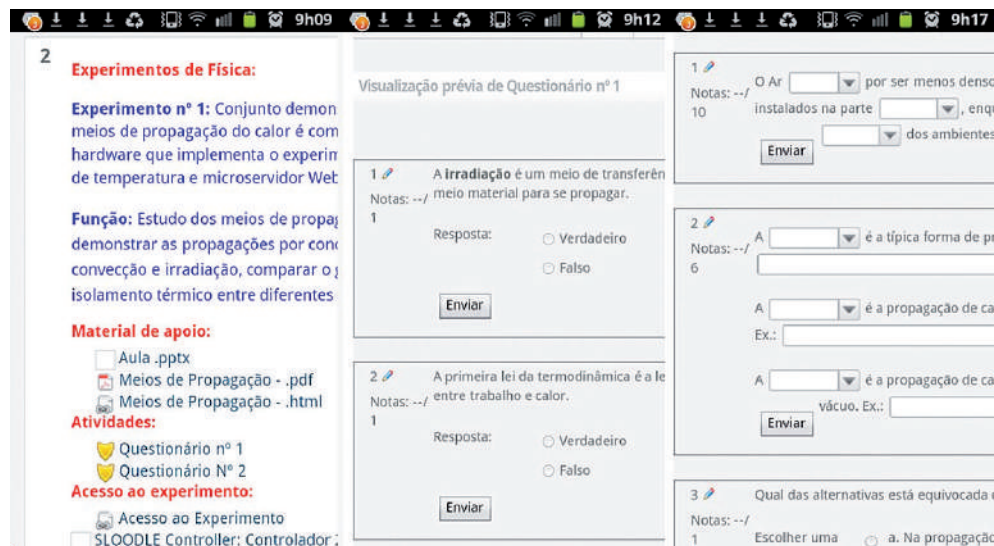 9h09
2
Experimentos de Física:
Experimento nº 1: Conjunto demon
meios de propagação do calor é com
hardware que implementa o experim
de temperatura e microservidor Web
Função: Estudo dos meios de propag
demonstrar as propagações por cond
convecção e irradiação, comparar o g
isolamento térmico entre diferentes
Material de apoio:
Aula .pptx
Meios de Propagação - .pdf
Meios de Propagação - .html
Atividades:
Questionário nº 1
Questionário Nº 2
Acesso ao experimento:
Acesso ao Experimento
SLOODLE Controller: Controlador
9h12
Visualização prévia de Questionário nº 1
1
Notas: --/
1
A irradiação é um meio de transferên
meio material para se propagar.
Resposta:
Verdadeiro
Falso
Enviar
2
Notas: --/
1
A primeira lei da termodinâmica é a le
entre trabalho e calor.
Resposta:
Verdadeiro
Falso
Enviar
9h17
1
Notas: --/
10
O Ar por ser menos denso
instalados na parte , enqu
dos ambientes
Enviar
2
Notas: --/
6
A é a típica forma de pr
A é a propagação de ca
Ex.:
A é a propagação de ca
vácuo. Ex.:
Enviar
3
Notas: --/
1
Qual das alternativas está equivocada
Escolher uma
a. Na propagação